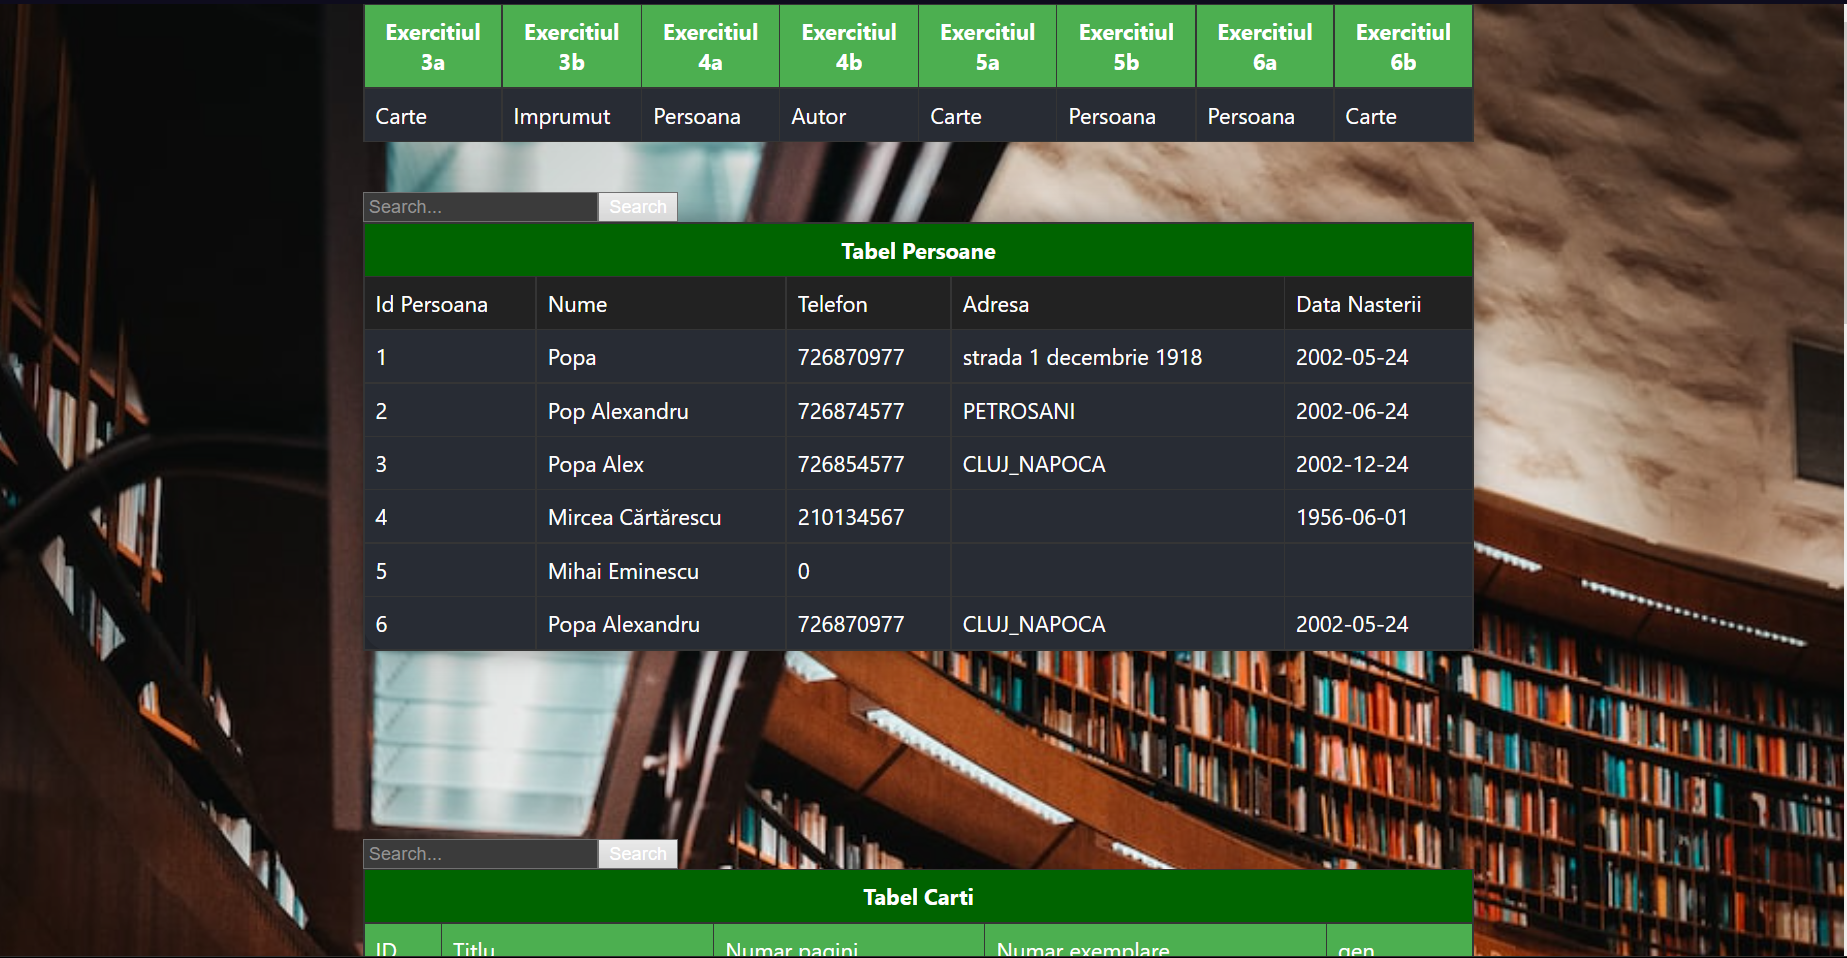 Exercitiul 3a Exercitiul 3b Exercitiul 4a Exercitiul 4b Exercitiul 5a Exercitiul 5b Exercitiul 6a Exercitiul 6b
Carte Imprumut Persoana Autor Carte Persoana Persoana Carte
Search... Search
Tabel Persoane
Id Persoana Nume Telefon Adresa Data Nasterii
1 Popa 726870977 strada 1 decembrie 1918 2002-05-24
2 Pop Alexandru 726874577 PETROSANI 2002-06-24
3 Popa Alex 726854577 CLUJ_NAPOCA 2002-12-24
4 Mircea Cărtărescu 210134567 1956-06-01
5 Mihai Eminescu 0
6 Popa Alexandru 726870977 CLUJ_NAPOCA 2002-05-24
Search... Search
Tabel Carti
ID Titlu Numar pagini Numar exemplare gen